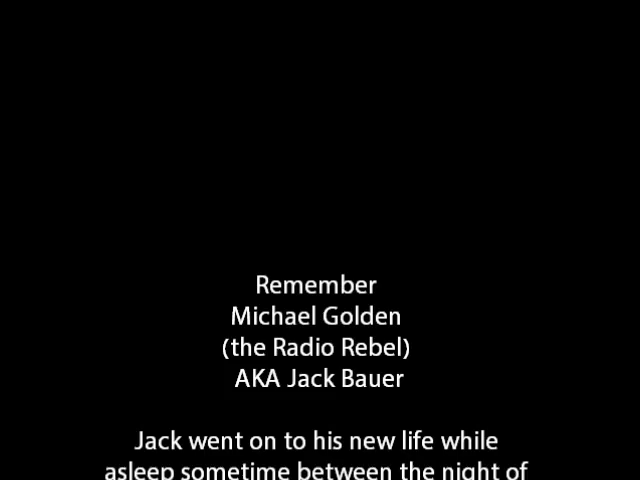 Remember
Michael Golden
(the Radio Rebel)
AKA Jack Bauer
Jack went on to his new life while
asleep sometime between the night of